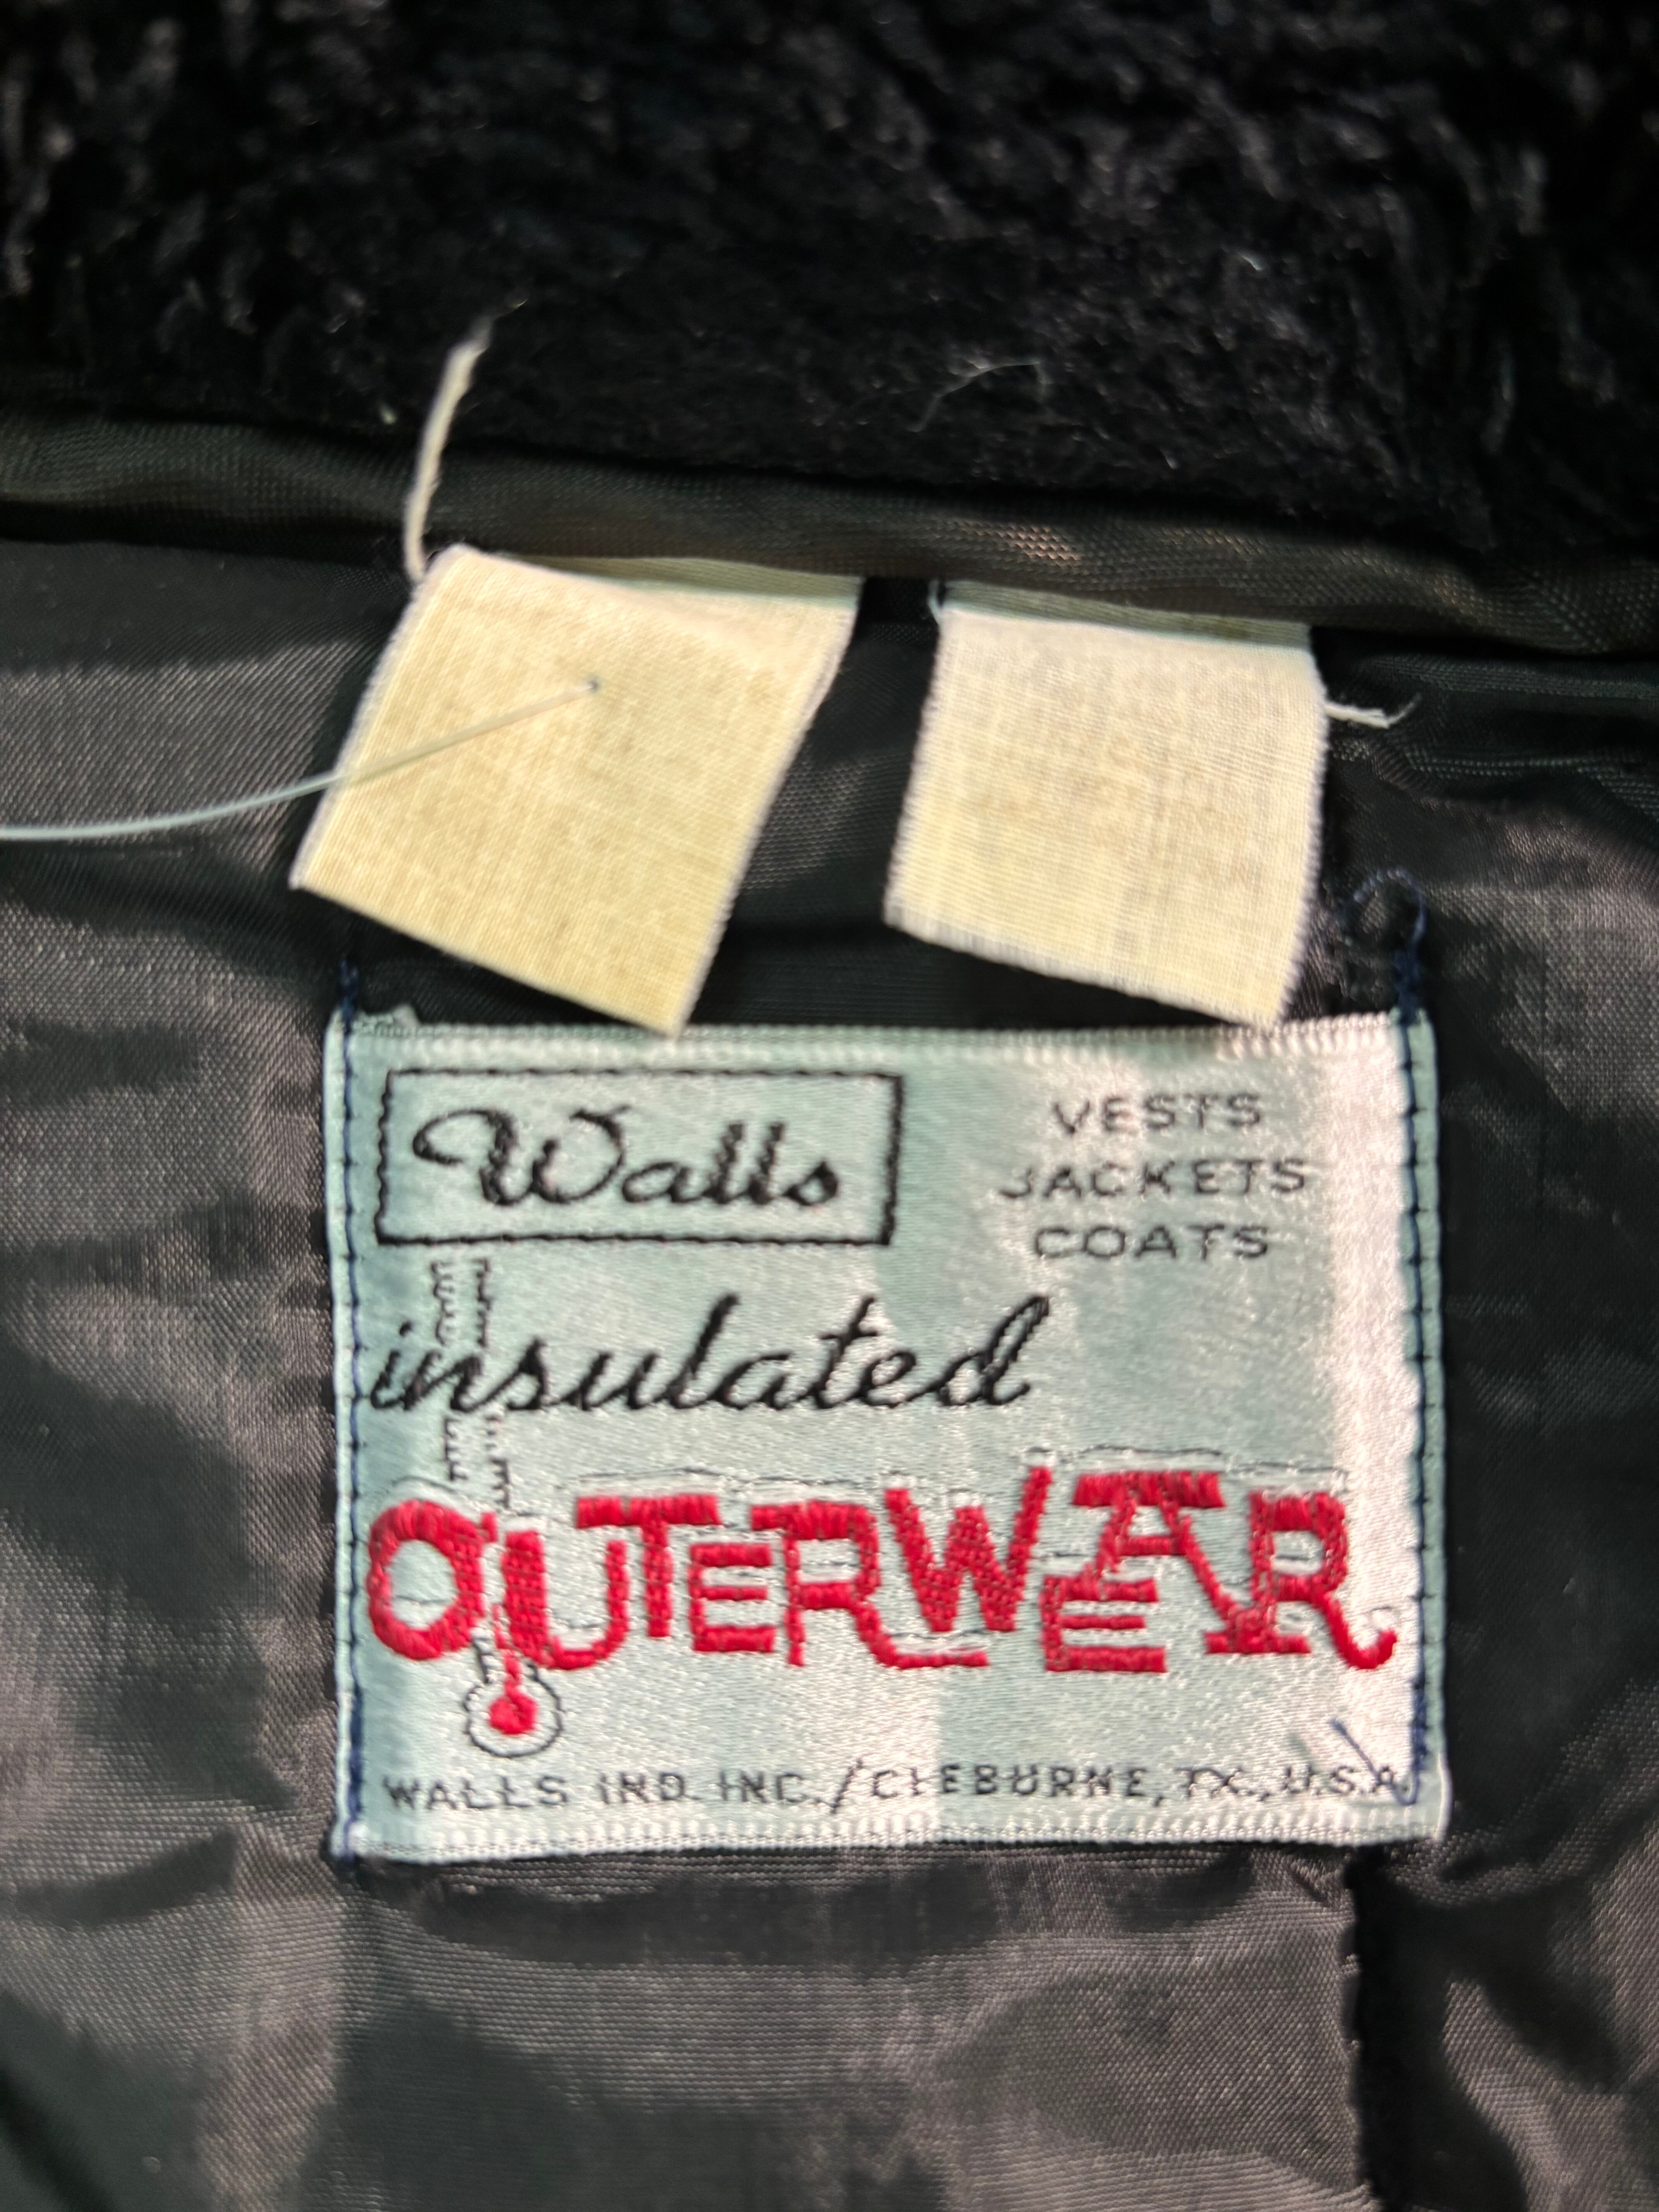 Walls
VESTS
JACKETS
COATS
insulated
OUTERWEAR
WALLS IND. INC./CLEBURNE, TX., U.S.A.